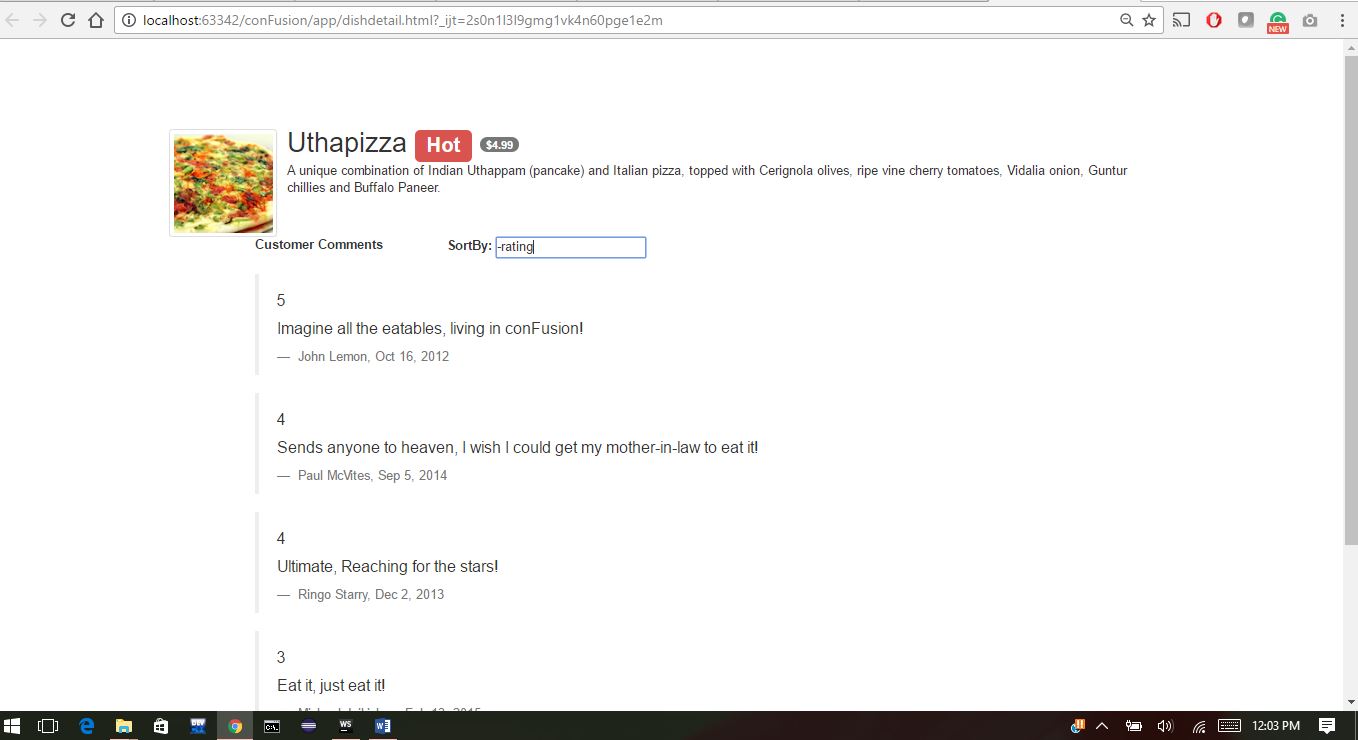 localhost:63342/conFusion/app/dishdetail.html?_ijt=2s0n1l3l9gmg1vk4n60pge1e2m
NEW
Uthapizza Hot $4.99
A unique combination of Indian Uthappam (pancake) and Italian pizza, topped with Cerignola olives, ripe vine cherry tomatoes, Vidalia onion, Guntur
chillies and Buffalo Paneer.
Customer Comments SortBy: -rating
5
Imagine all the eatables, living in conFusion!
— John Lemon, Oct 16, 2012
4
Sends anyone to heaven, I wish I could get my mother-in-law to eat it!
— Paul McVites, Sep 5, 2014
4
Ultimate, Reaching for the stars!
— Ringo Starry, Dec 2, 2013
3
Eat it, just eat it!
12:03 PM